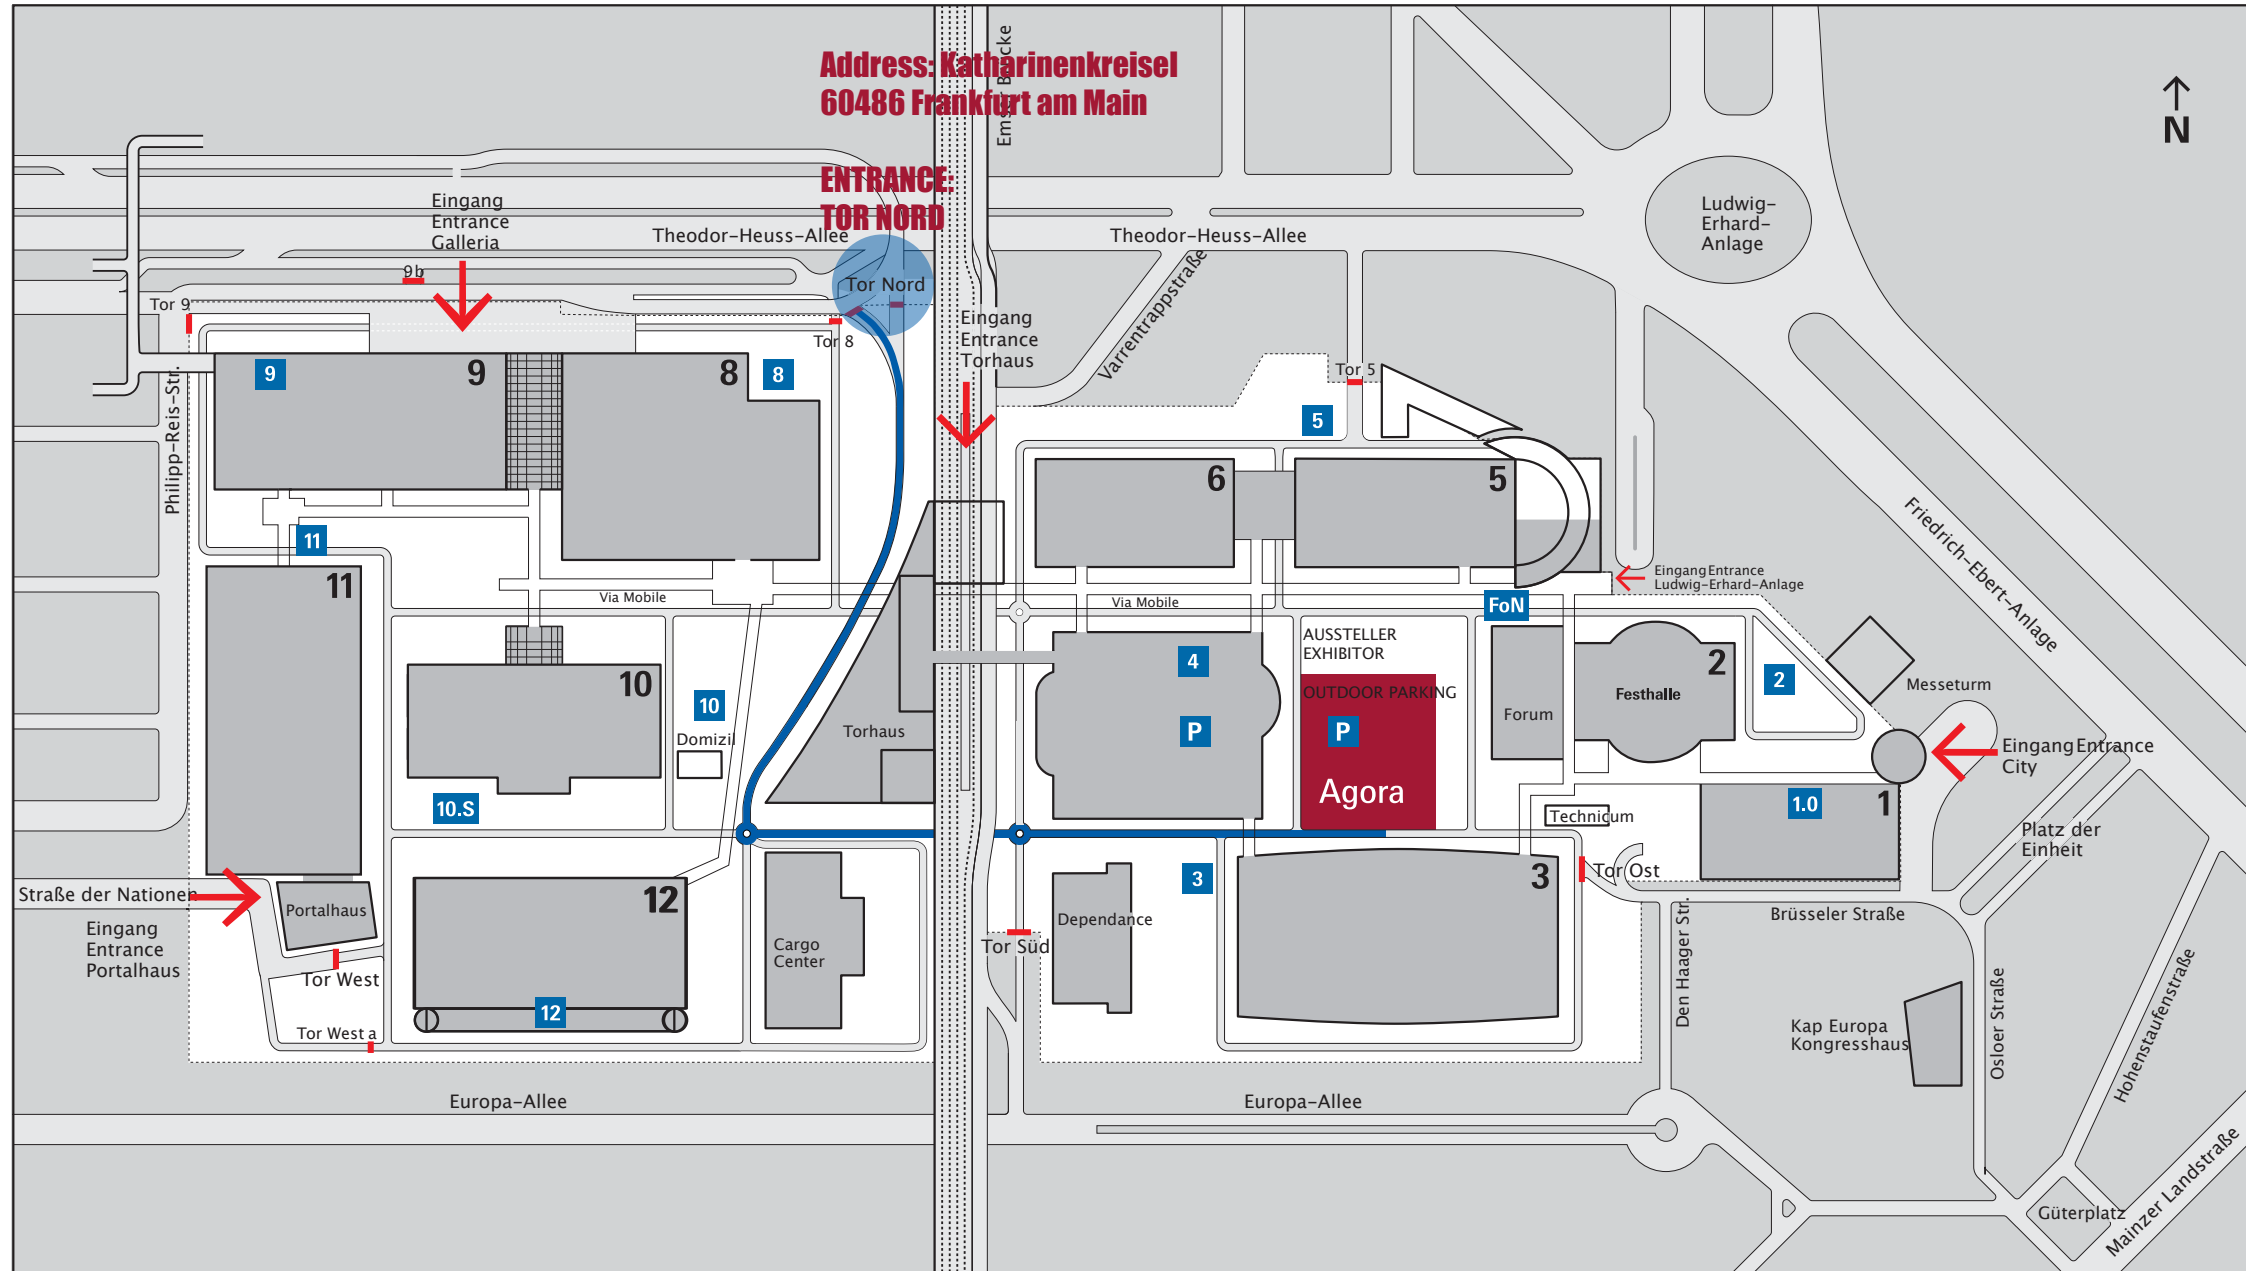 Address: Katharinenkreisel
60486 Frankfurt am Main
Emser Brücke
N
ENTRANCE:
TOR NORD
Eingang
Entrance
Galleria
Theodor-Heuss-Allee
Theodor-Heuss-Allee
Ludwig-
Erhard-
Anlage
9b
Tor Nord
Tor 9
Tor 8
Eingang
Entrance
Torhaus
Varrentrappstraße
Tor 5
Philipp-Reis-Str.
9
9
8
8
5
6
5
11
11
Via Mobile
Via Mobile
Eingang Entrance
Ludwig-Erhard-Anlage
FoN
Friedrich-Ebert-Anlage
AUSSTELLER
EXHIBITOR
OUTDOOR PARKING
10
10
Domizil
10.S
Torhaus
4
P
P
Agora
Forum
Festhalle
2
2
Messeturm
Eingang Entrance
City
Technicum
1.0
1
Platz der
Einheit
Straße der Nationen
Eingang
Entrance
Portalhaus
Portalhaus
Tor West
Tor West a
12
12
Cargo
Center
Tor Süd
Dependance
3
3
Tor Ost
Brüsseler Straße
Den Haager Str.
Kap Europa
Kongresshaus
Osloer Straße
Hohenstaufenstraße
Europa-Allee
Europa-Allee
Güterplatz
Mainzer Landstraße